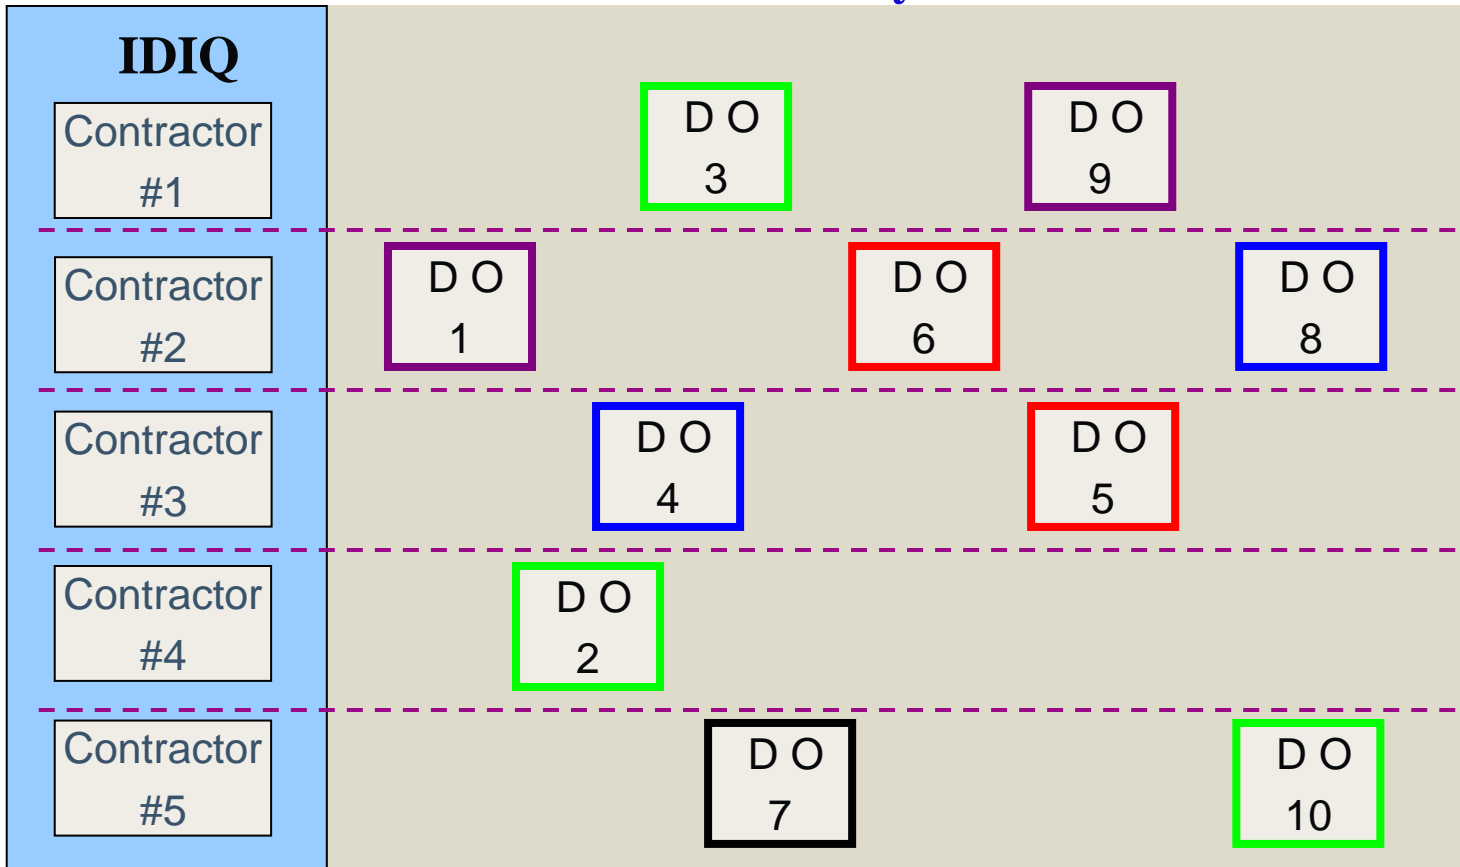 IDIQ
Contractor
#1
D O
3
D O
9
Contractor
#2
D O
1
D O
6
D O
8
Contractor
#3
D O
4
D O
5
Contractor
#4
D O
2
Contractor
#5
D O
7
D O
10